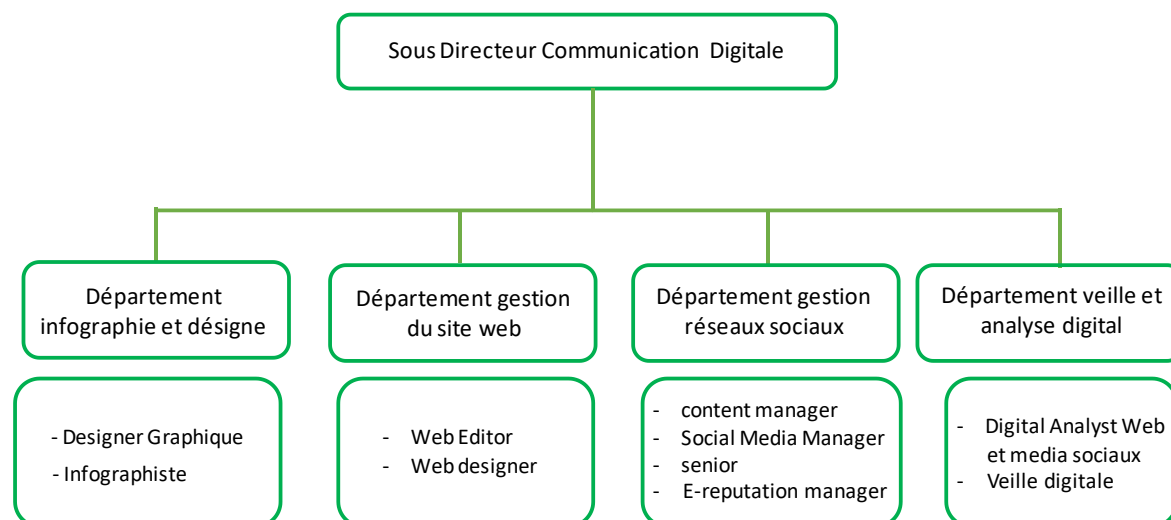 Sous Directeur Communication Digitale
Département
infographie et désigne
Département gestion
du site web
Département gestion
réseaux sociaux
Département veille et
analyse digital
- Designer Graphique
- Infographiste
- Web Editor
- Web designer
- content manager
- Social Media Manager
- senior
- E-reputation manager
- Digital Analyst Web
et media sociaux
- Veille digitale